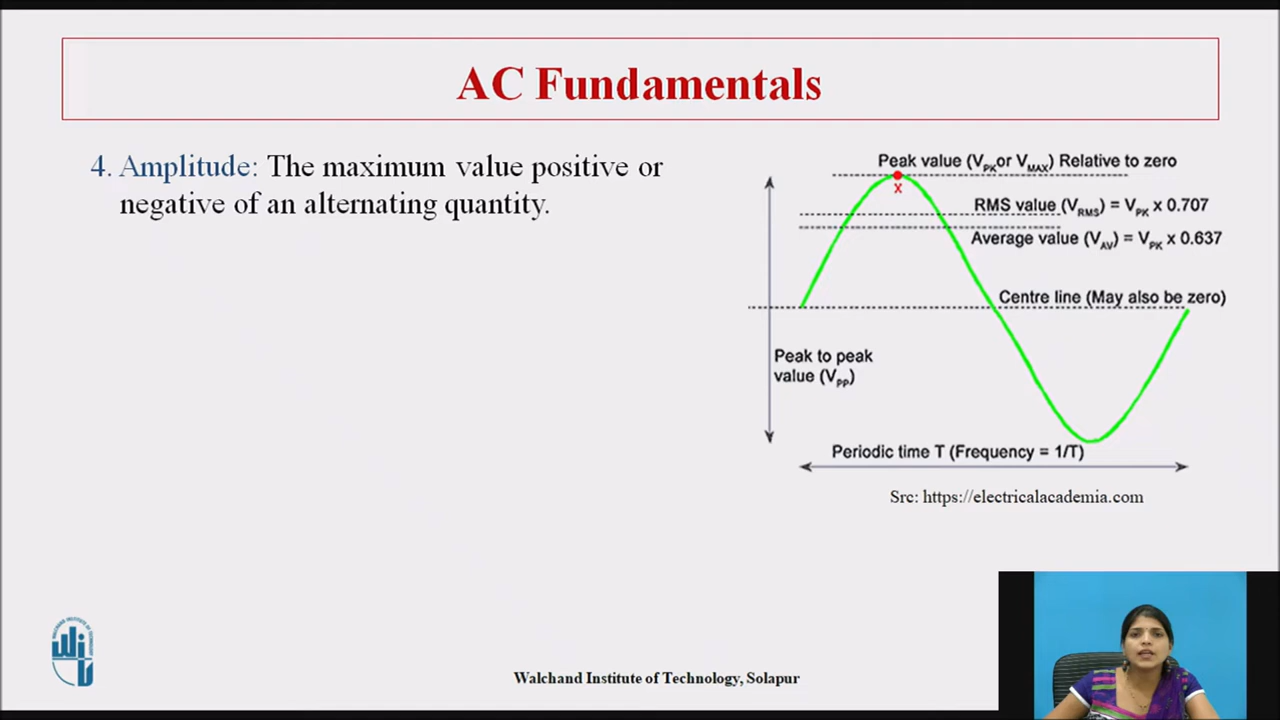 AC Fundamentals
4. Amplitude: The maximum value positive or
negative of an alternating quantity.
Peak value (VPK or VMAX) Relative to zero
x
RMS value (VRMS) = VPK x 0.707
Average value (VAV) = VPK x 0.637
Centre line (May also be zero)
Peak to peak
value (VPP)
Periodic time T (Frequency = 1/T)
Src: https://electricalacademia.com
Walchand Institute of Technology, Solapur